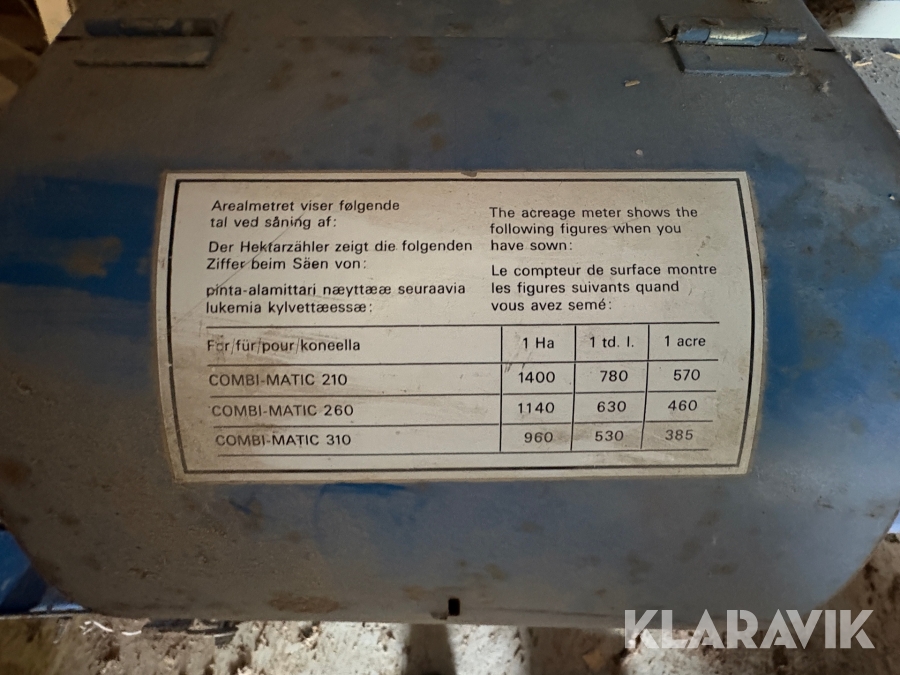 Arealmetret viser følgende
tal ved såning af:
Der Hektarzähler zeigt die folgenden
Ziffer beim Säen von:
pinta-alamittari næyttææ seuraavia
lukemia kylvettæessæ:
The acreage meter shows the
following figures when you
have sown:
Le compteur de surface montre
les figures suivants quand
vous avez semé:
For/für/pour/koneella 1 Ha 1 td. l. 1 acre
COMBI-MATIC 210 1400 780 570
COMBI-MATIC 260 1140 630 460
COMBI-MATIC 310 960 530 385
KLARAVIK